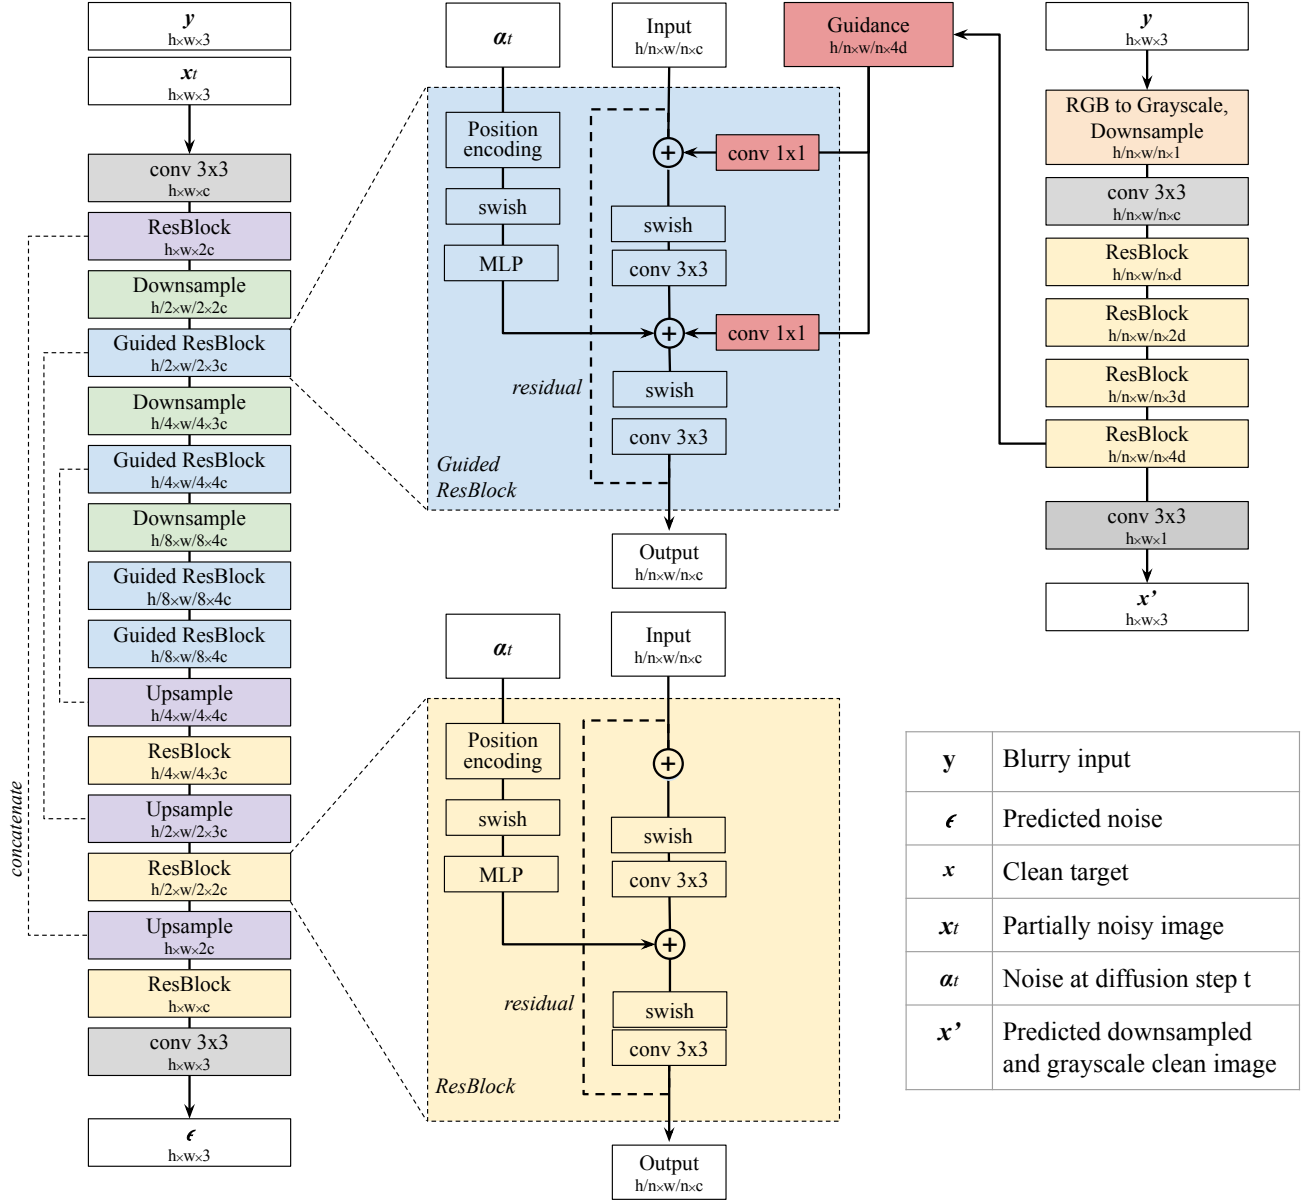 y
h×w×3
xt
h×w×3
conv 3x3
h×w×c
ResBlock
h×w×2c
Downsample
h/2×w/2×2c
Guided ResBlock
h/2×w/2×3c
Downsample
h/4×w/4×3c
Guided ResBlock
h/4×w/4×4c
Downsample
h/8×w/8×4c
Guided ResBlock
h/8×w/8×4c
Guided ResBlock
h/8×w/8×4c
Upsample
h/4×w/4×4c
ResBlock
h/4×w/4×3c
Upsample
h/2×w/2×3c
ResBlock
h/2×w/2×2c
Upsample
h×w×2c
ResBlock
h×w×c
conv 3x3
h×w×3
ϵ
h×w×3
concatenate
αt
Input
h/n×w/n×c
Guidance
h/n×w/n×4d
Position
encoding
swish
MLP
+
conv 1x1
swish
conv 3x3
+
conv 1x1
swish
conv 3x3
residual
Guided
ResBlock
Output
h/n×w/n×c
αt
Input
h/n×w/n×c
Position
encoding
swish
MLP
+
swish
conv 3x3
+
swish
conv 3x3
residual
ResBlock
Output
h/n×w/n×c
y
h×w×3
RGB to Grayscale,
Downsample
h/n×w/n×1
conv 3x3
h/n×w/n×c
ResBlock
h/n×w/n×d
ResBlock
h/n×w/n×2d
ResBlock
h/n×w/n×3d
ResBlock
h/n×w/n×4d
conv 3x3
h×w×1
x’
h×w×3
y Blurry input
ϵ Predicted noise
x Clean target
xt Partially noisy image
αt Noise at diffusion step t
x’ Predicted downsampled
and grayscale clean image